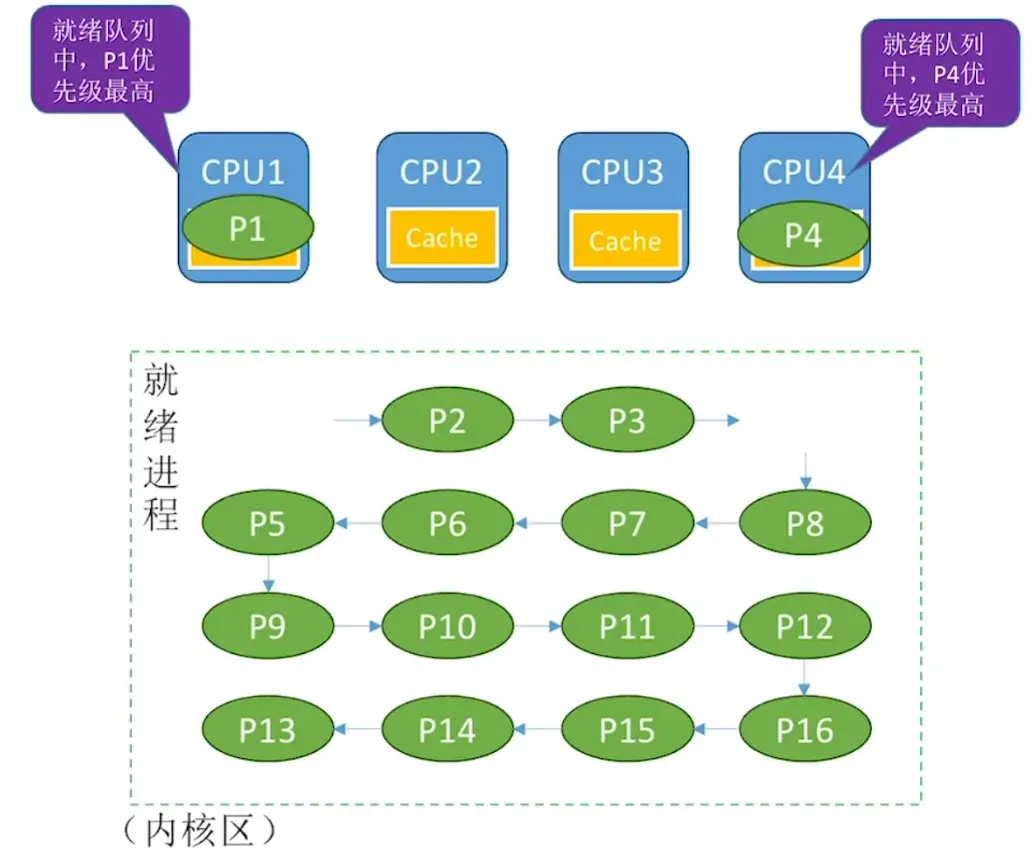 就绪队列
中，P1优
先级最高
就绪队列
中，P4优
先级最高
CPU1
CPU2
CPU3
CPU4
P1
Cache
Cache
P4
就绪进程
P2
P3
P5
P6
P7
P8
P9
P10
P11
P12
P13
P14
P15
P16
（内核区）